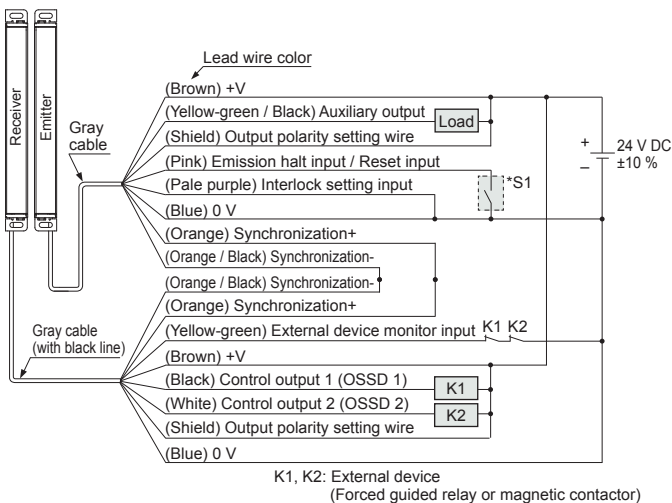 Receiver
Emitter
Gray
cable
Lead wire color
(Brown) +V
(Yellow-green / Black) Auxiliary output
Load
(Shield) Output polarity setting wire
(Pink) Emission halt input / Reset input
*S1
(Pale purple) Interlock setting input
(Blue) 0 V
(Orange) Synchronization+
(Orange / Black) Synchronization-
+
–
24 V DC
±10 %
(Orange / Black) Synchronization-
(Orange) Synchronization+
Gray cable
(with black line)
(Yellow-green) External device monitor input K1 K2
(Brown) +V
(Black) Control output 1 (OSSD 1)
K1
(White) Control output 2 (OSSD 2)
K2
(Shield) Output polarity setting wire
(Blue) 0 V
K1, K2: External device
(Forced guided relay or magnetic contactor)